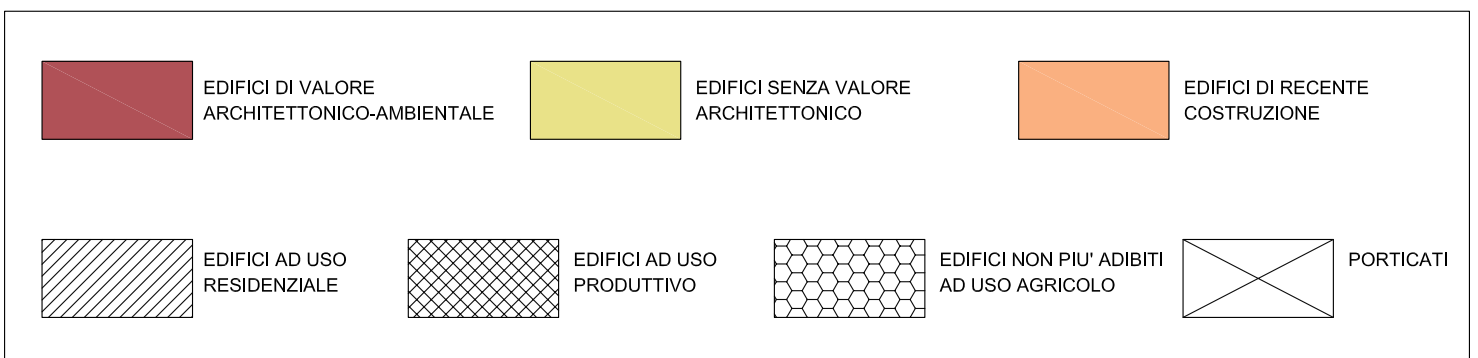 EDIFICI DI VALORE
ARCHITETTONICO-AMBIENTALE
EDIFICI SENZA VALORE
ARCHITETTONICO
EDIFICI DI RECENTE
COSTRUZIONE
EDIFICI AD USO
RESIDENZIALE
EDIFICI AD USO
PRODUTTIVO
EDIFICI NON PIU' ADIBITI
AD USO AGRICOLO
PORTICATI